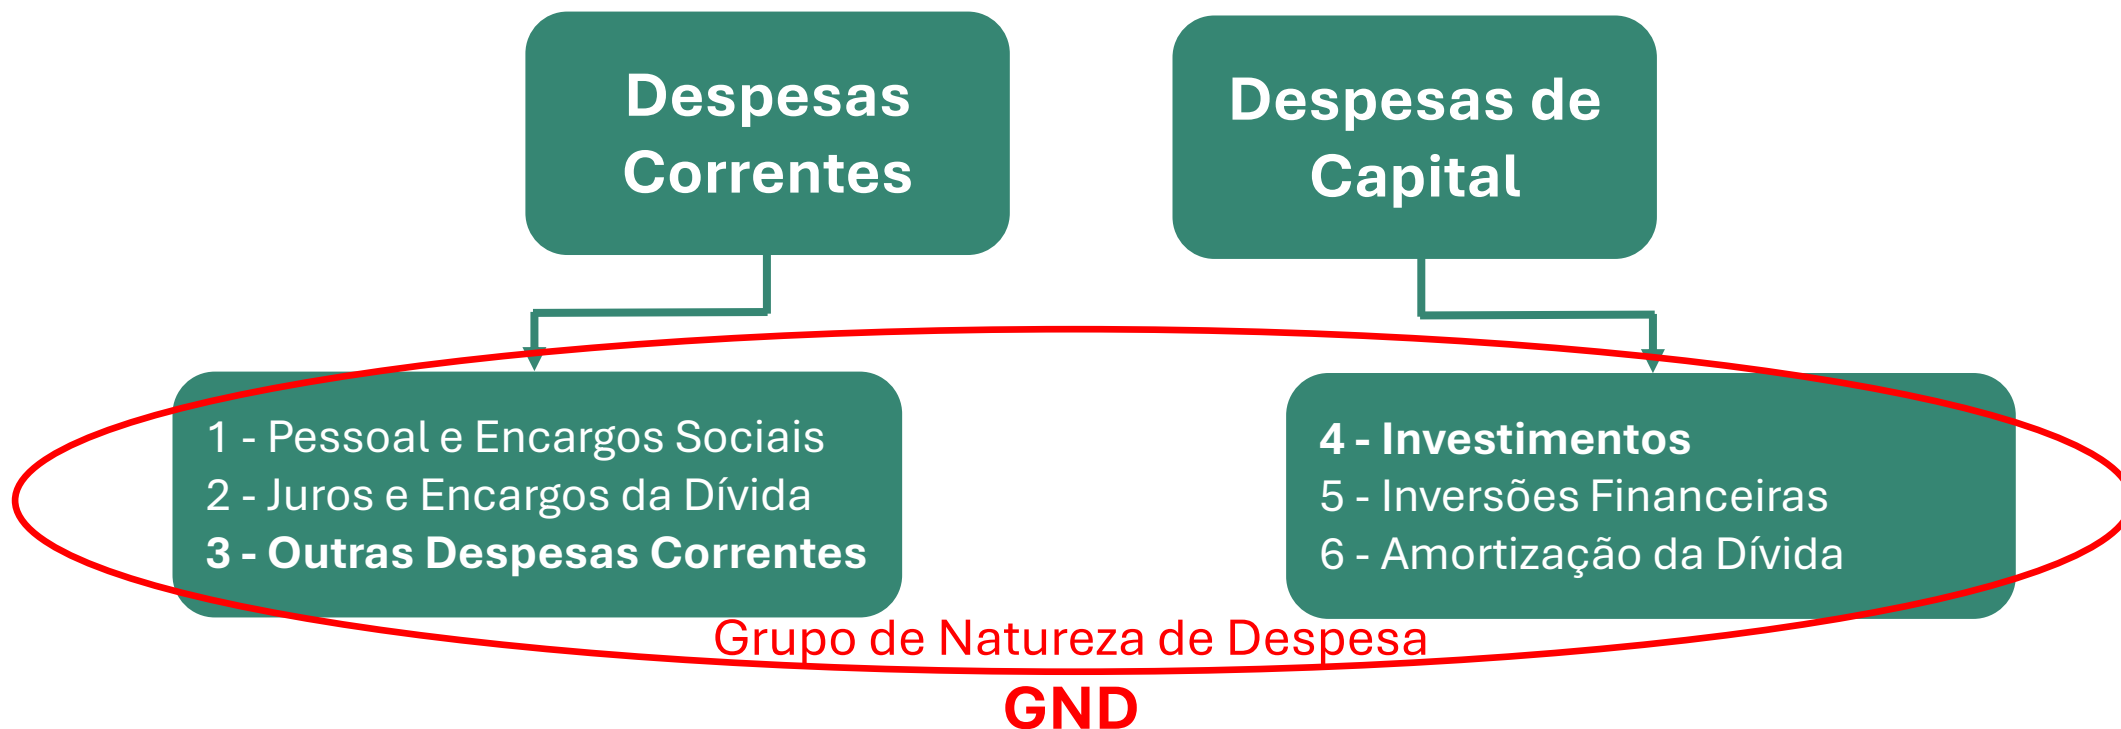 Despesas
Correntes
Despesas de
Capital
1 - Pessoal e Encargos Sociais
2 - Juros e Encargos da Dívida
3 - Outras Despesas Correntes
4 - Investimentos
5 - Inversões Financeiras
6 - Amortização da Dívida
Grupo de Natureza de Despesa
GND